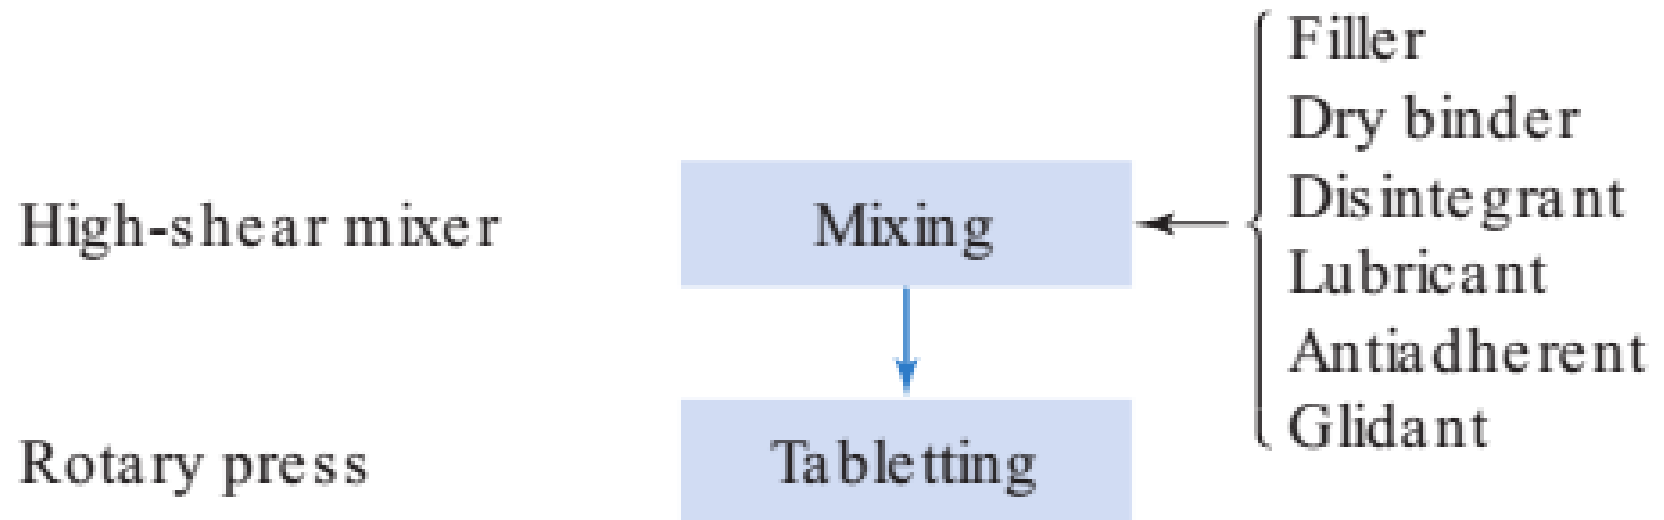 Filler
Dry binder
Disintegrant
Lubricant
Antiadherent
Glidant
High-shear mixer
Mixing
Rotary press
Tabletting